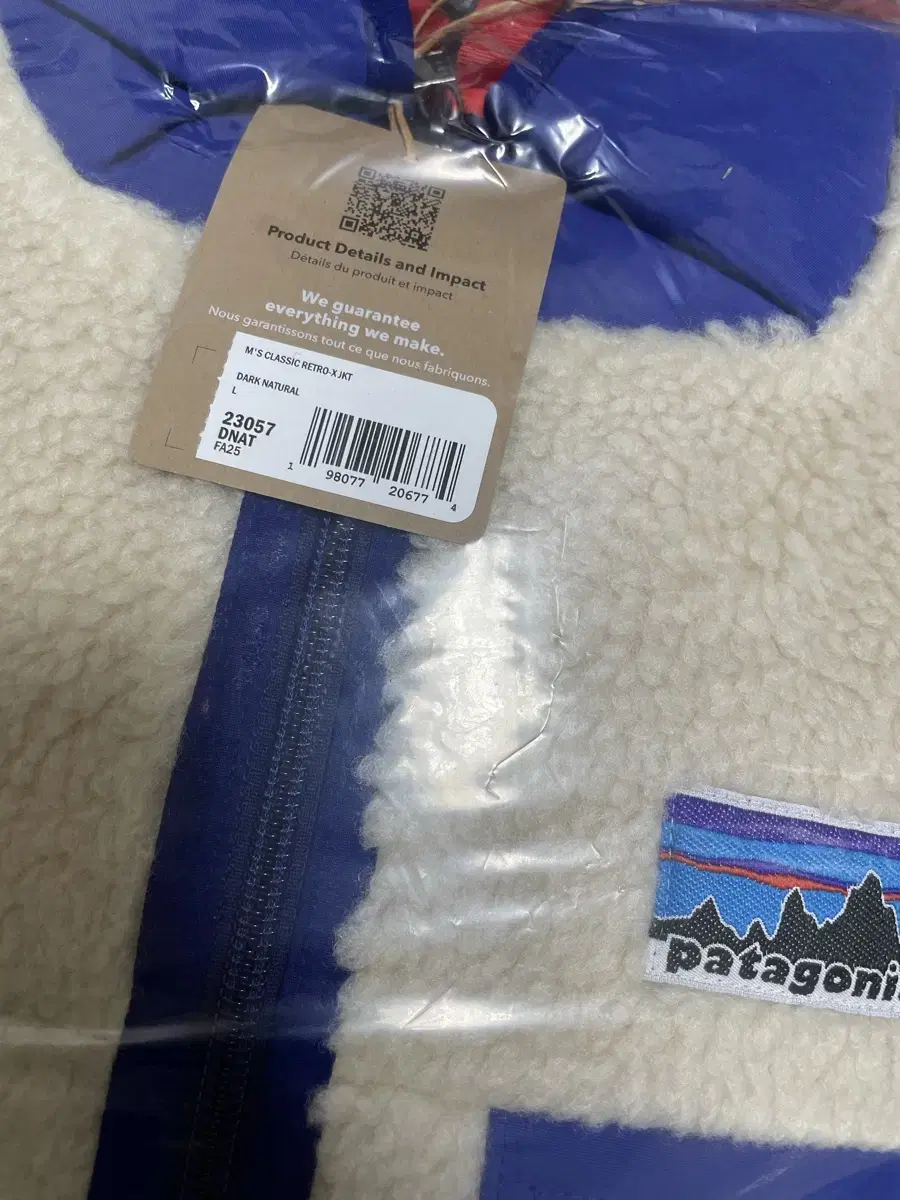 Product Details and Impact
Détails du produit et impact
We guarantee
everything we make.
Nous garantissons tout ce que nous fabriquons.
M'S CLASSIC RETRO-X JKT
DARK NATURAL
L
23057
DNAT
FA25
1 98077 20677 4
patagoni